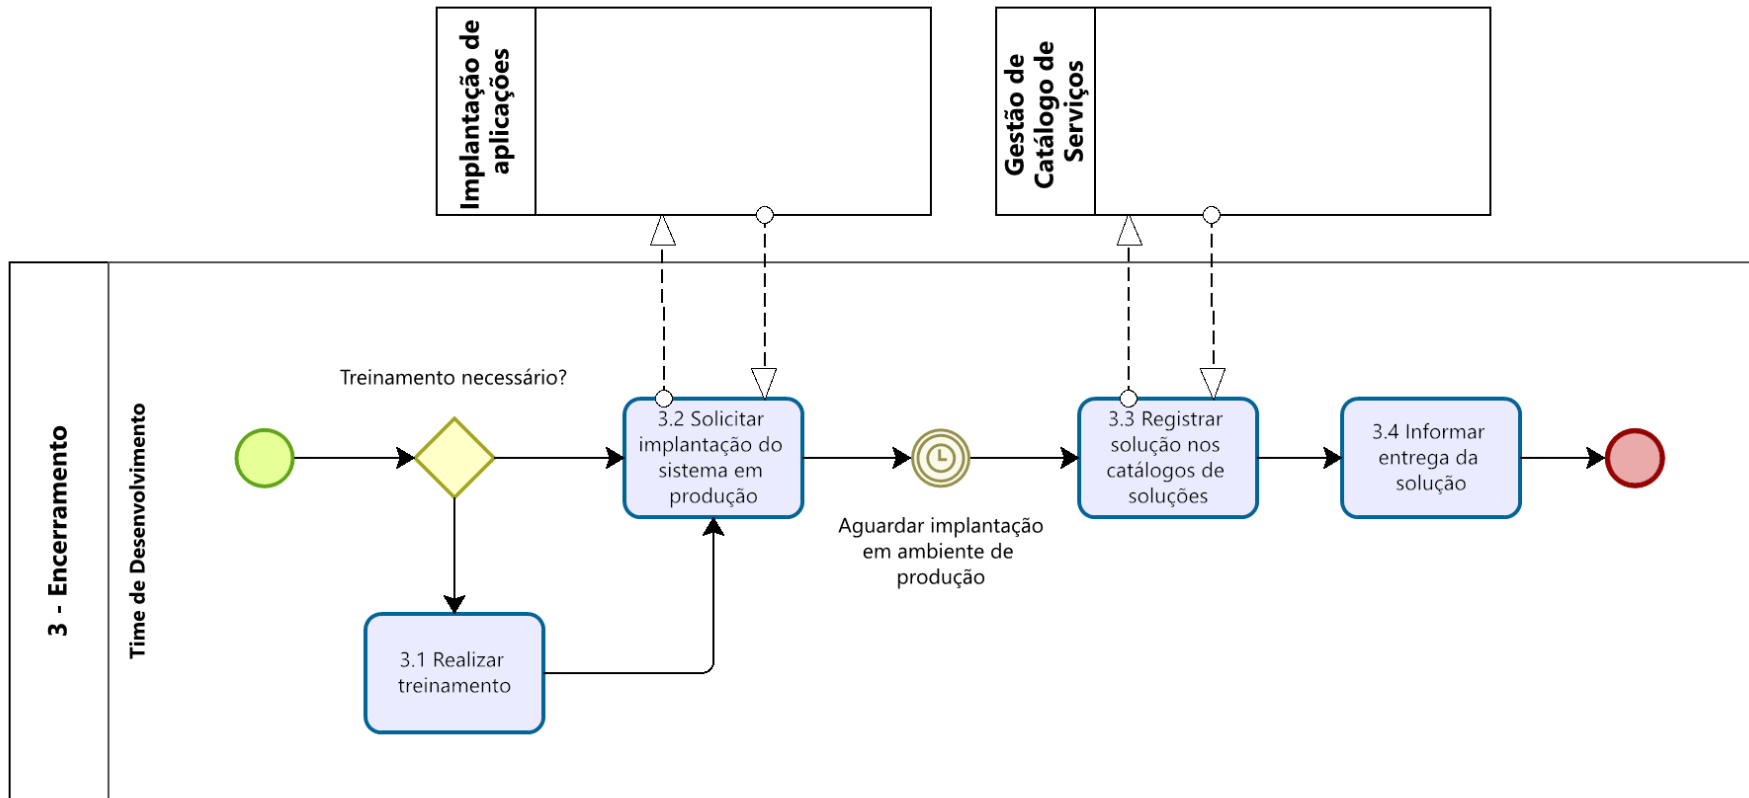 Implantação de
aplicações
Gestão de
Catálogo de
Serviços
3 - Encerramento
Time de Desenvolvimento
Treinamento necessário?
3.1 Realizar
treinamento
3.2 Solicitar
implantação do
sistema em
produção
Aguardar implantação
em ambiente de
produção
3.3 Registrar
solução nos
catálogos de
soluções
3.4 Informar
entrega da
solução